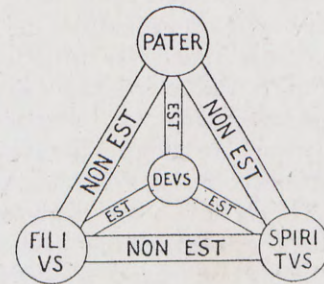 PATER
NON EST
EST
NON EST
DEVS
EST
EST
FILI
VS
NON EST
SPIRI
TVS